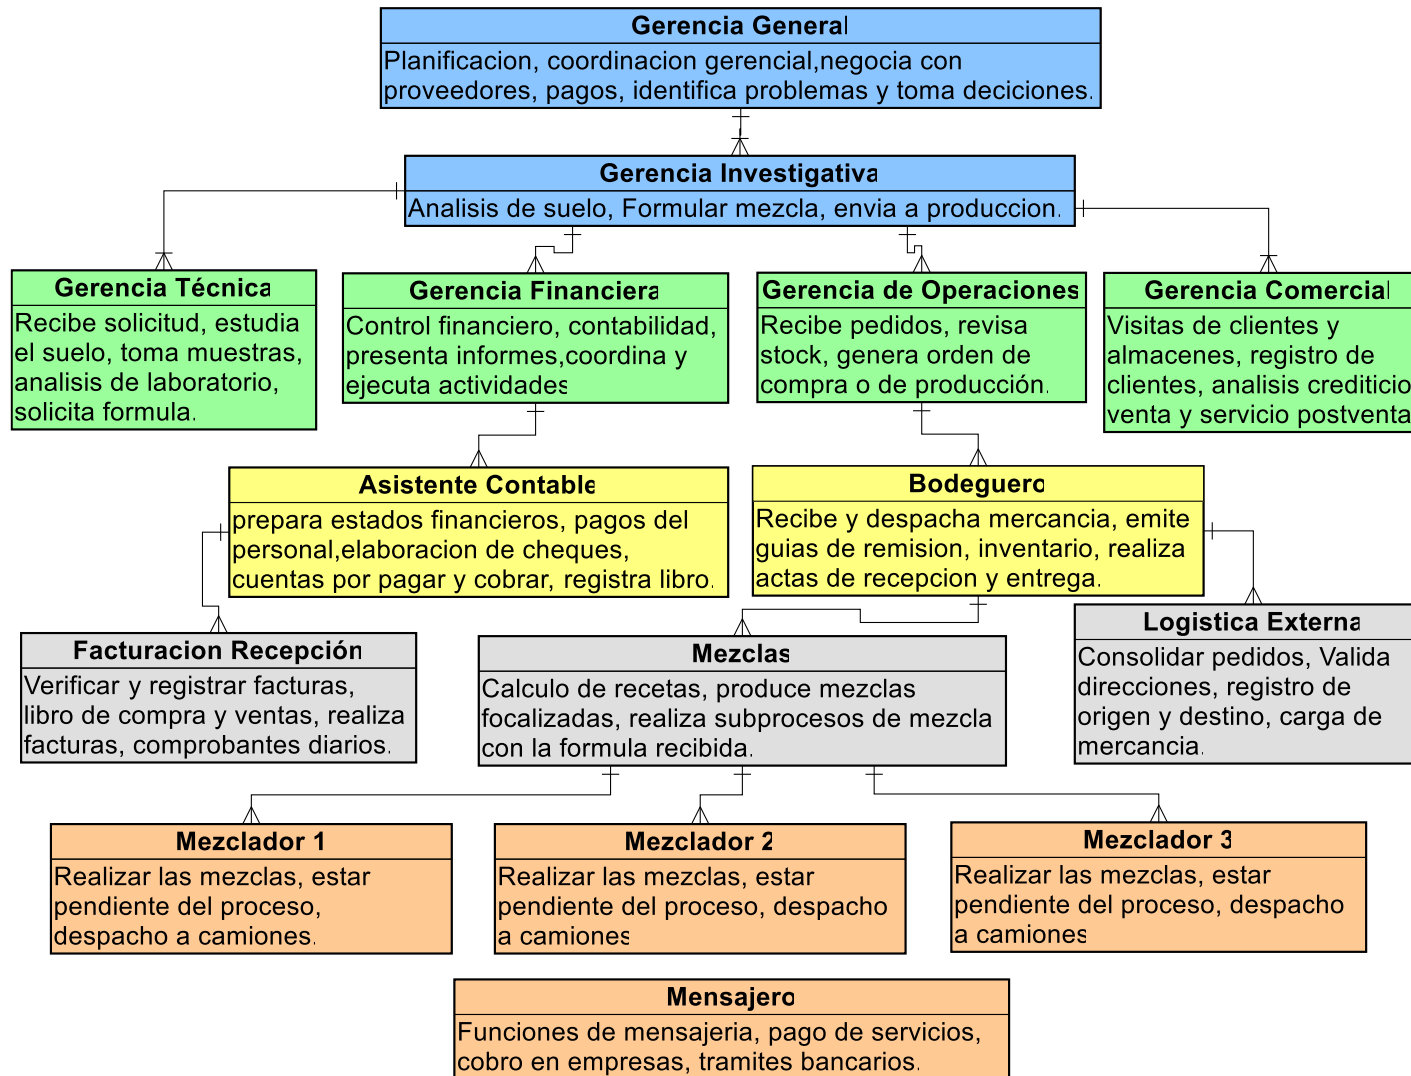 Gerencia General
Planificacion, coordinacion gerencial,negocia con
proveedores, pagos, identifica problemas y toma deciciones.
Gerencia Investigativa
Analisis de suelo, Formular mezcla, envia a produccion.
Gerencia Técnica
Recibe solicitud, estudia
el suelo, toma muestras,
analisis de laboratorio,
solicita formula.
Gerencia Financiera
Control financiero, contabilidad,
presenta informes,coordina y
ejecuta actividades
Gerencia de Operaciones
Recibe pedidos, revisa
stock, genera orden de
compra o de producción.
Gerencia Comercial
Visitas de clientes y
almacenes, registro de
clientes, analisis crediticio
venta y servicio postventa
Asistente Contable
prepara estados financieros, pagos del
personal,elaboracion de cheques,
cuentas por pagar y cobrar, registra libro.
Bodeguero
Recibe y despacha mercancia, emite
guias de remision, inventario, realiza
actas de recepcion y entrega.
Facturacion Recepción
Verificar y registrar facturas,
libro de compra y ventas, realiza
facturas, comprobantes diarios.
Mezclas
Calculo de recetas, produce mezclas
focalizadas, realiza subprocesos de mezcla
con la formula recibida.
Logistica Externa
Consolidar pedidos, Valida
direcciones, registro de
origen y destino, carga de
mercancia.
Mezclador 1
Realizar las mezclas, estar
pendiente del proceso,
despacho a camiones.
Mezclador 2
Realizar las mezclas, estar
pendiente del proceso, despacho
a camiones
Mezclador 3
Realizar las mezclas, estar
pendiente del proceso, despacho
a camiones
Mensajero
Funciones de mensajeria, pago de servicios,
cobro en empresas, tramites bancarios.